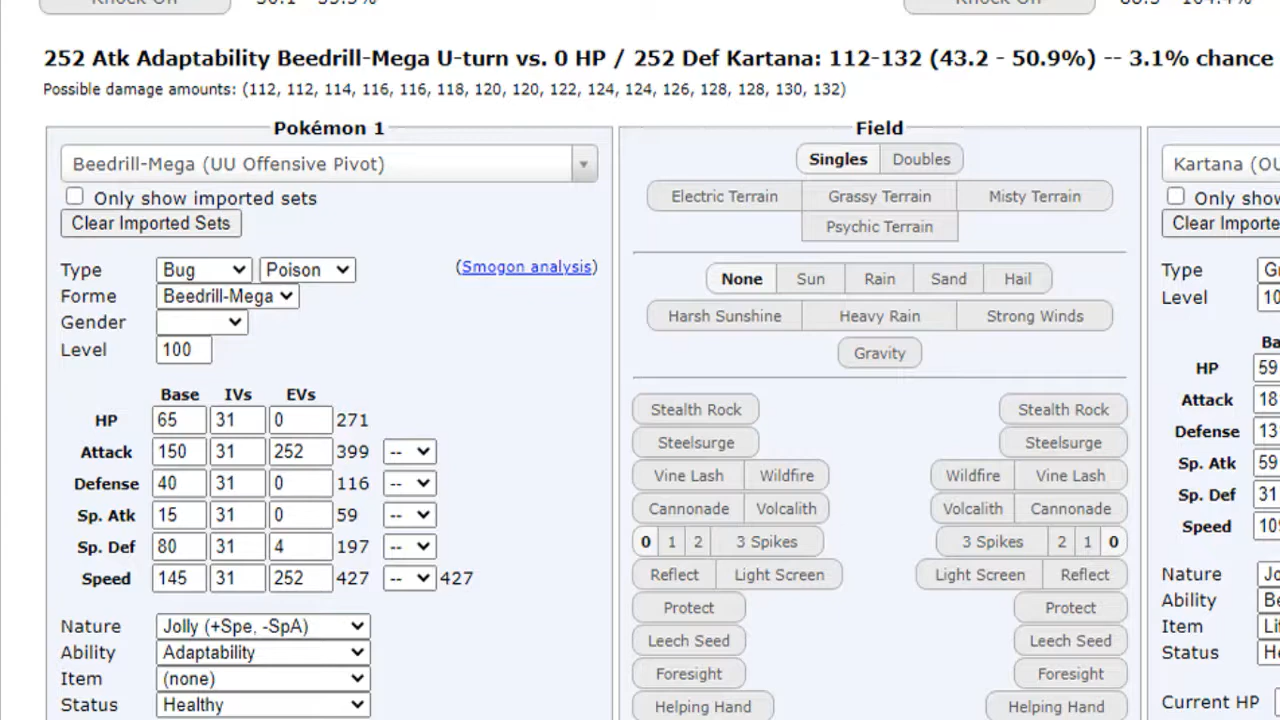 Knock Off 36.1 - 39.5% Knock Off
252 Atk Adaptability Beedrill-Mega U-turn vs. 0 HP / 252 Def Kartana: 112-132 (43.2 - 50.9%) -- 3.1% chance
Possible damage amounts: (112, 112, 114, 116, 116, 118, 120, 120, 122, 124, 124, 126, 128, 128, 130, 132)
Pokémon 1
Beedrill-Mega (UU Offensive Pivot)
Only show imported sets
Clear Imported Sets
Type Bug Poison (Smogon analysis)
Forme Beedrill-Mega
Gender
Level 100
Base IVs EVs
HP 65 31 0 271
Attack 150 31 252 399 --
Defense 40 31 0 116 --
Sp. Atk 15 31 0 59 --
Sp. Def 80 31 4 197 --
Speed 145 31 252 427 -- 427
Nature Jolly (+Spe, -SpA)
Ability Adaptability
Item (none)
Status Healthy
Field
Singles Doubles
Electric Terrain Grassy Terrain Misty Terrain
Psychic Terrain
None Sun Rain Sand Hail
Harsh Sunshine Heavy Rain Strong Winds
Gravity
Stealth Rock Stealth Rock
Steelsurge Steelsurge
Vine Lash Wildfire Wildfire Vine Lash
Cannonade Volcalith Volcalith Cannonade
0 1 2 3 Spikes 3 Spikes 2 1 0
Reflect Light Screen Light Screen Reflect
Protect Protect
Leech Seed Leech Seed
Foresight Foresight
Helping Hand Helping Hand
Kartana (OU
Only show
Clear Importe
Type
Level
HP 59
Attack
Defense
Sp. Atk 59
Sp. Def 31
Speed
Nature
Ability
Item
Status
Current HP